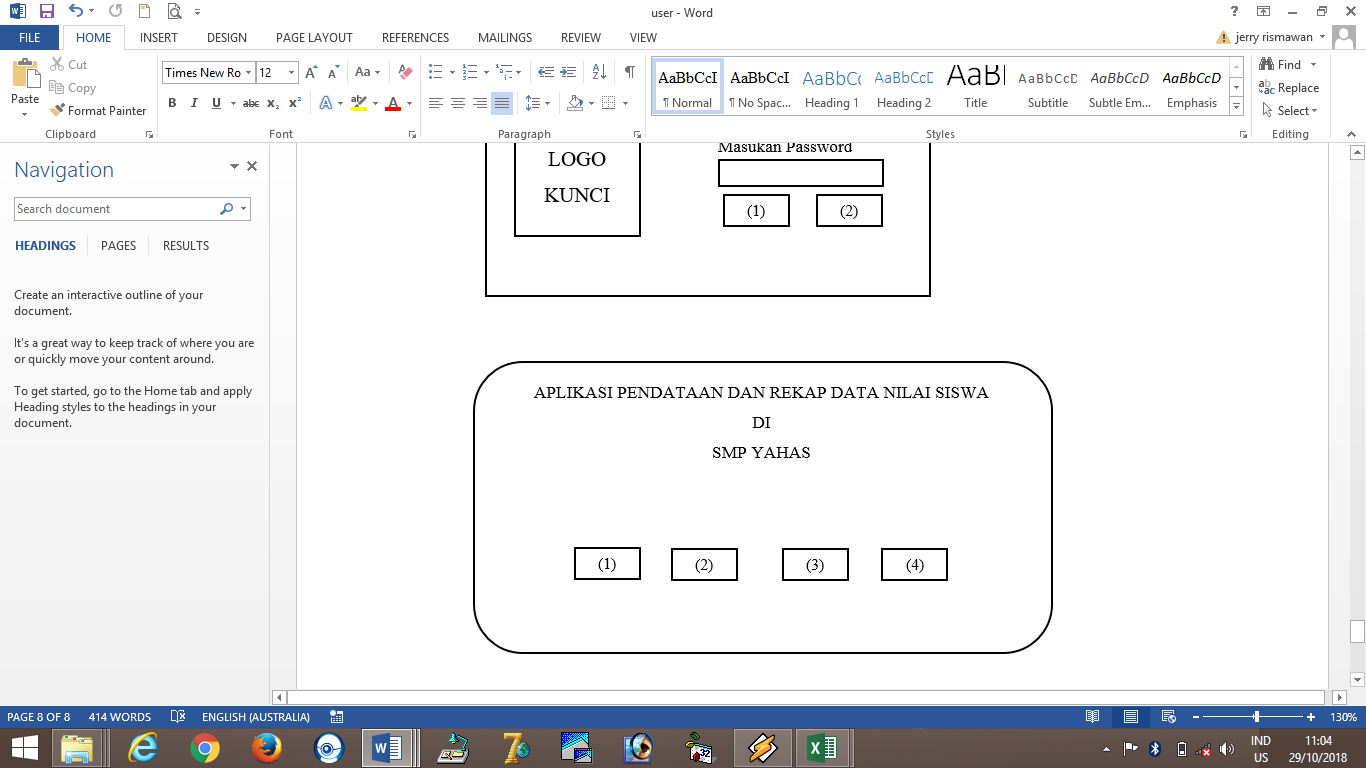 user - Word
FILE HOME INSERT DESIGN PAGE LAYOUT REFERENCES MAILINGS REVIEW VIEW
jerry rismawan
Paste
Cut
Copy
Format Painter
Clipboard
Times New Ro 12
Aa
B I U abc x₂ x²
A ab A
Font
Paragraph
AaBbCcI AaBbCcI AaBbCc AaBbCcD AaBl AaBbCcD AaBbCcD AaBbCcD
¶ Normal ¶ No Spac... Heading 1 Heading 2 Title Subtitle Subtle Em... Emphasis
Styles
Find
Replace
Select
Editing
Navigation
Search document
HEADINGS PAGES RESULTS
Create an interactive outline of your
document.
It's a great way to keep track of where you are
or quickly move your content around.
To get started, go to the Home tab and apply
Heading styles to the headings in your
document.
LOGO
KUNCI
Masukan Password
(1) (2)
APLIKASI PENDATAAN DAN REKAP DATA NILAI SISWA
DI
SMP YAHAS
(1) (2) (3) (4)
PAGE 8 OF 8 414 WORDS ENGLISH (AUSTRALIA) 130%
IND
US
11:04
29/10/2018